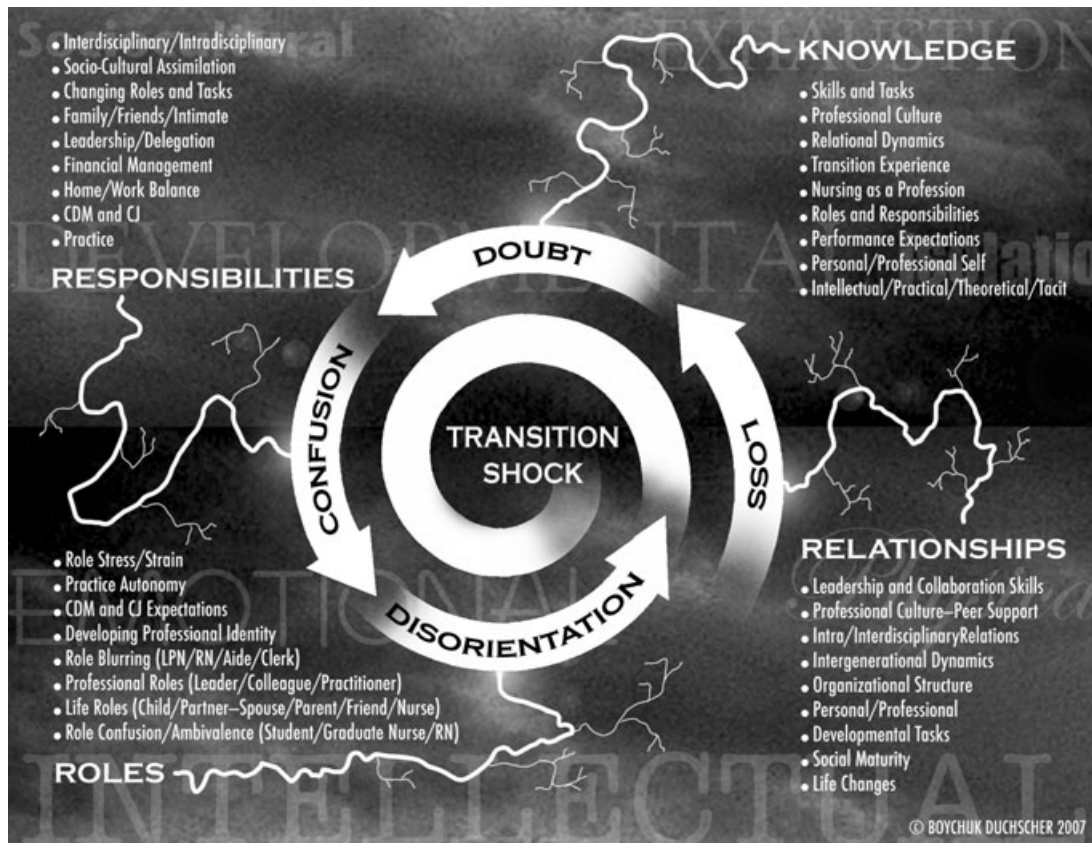 Interdisciplinary/Intradisciplinary
Socio-Cultural Assimilation
Changing Roles and Tasks
Family/Friends/Intimate
Leadership/Delegation
Financial Management
Home/Work Balance
CDM and CJ
Practice
RESPONSIBILITIES
KNOWLEDGE
Skills and Tasks
Professional Culture
Relational Dynamics
Transition Experience
Nursing as a Profession
Roles and Responsibilities
Performance Expectations
Personal/Professional Self
Intellectual/Practical/Theoretical/Tacit
EXHAUSTION
DEVELOPMENTAL
DOUBT
CONFUSION
TRANSITION
SHOCK
LOSS
DISORIENTATION
EMOTIONAL
Role Stress/Strain
Practice Autonomy
CDM and CJ Expectations
Developing Professional Identity
Role Blurring (LPN/RN/Aide/Clerk)
Professional Roles (Leader/Colleague/Practitioner)
Life Roles (Child/Partner–Spouse/Parent/Friend/Nurse)
Role Confusion/Ambivalence (Student/Graduate Nurse/RN)
ROLES
RELATIONSHIPS
Leadership and Collaboration Skills
Professional Culture–Peer Support
Intra/InterdisciplinaryRelations
Intergenerational Dynamics
Organizational Structure
Personal/Professional
Developmental Tasks
Social Maturity
Life Changes
INTELLECTUAL
© BOYCHUK DUCHSCHER 2007